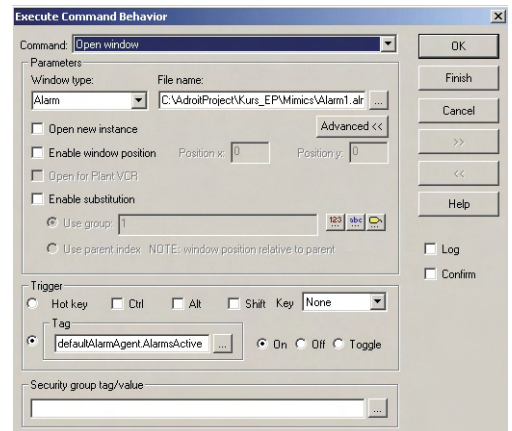 Execute Command Behavior
Command: Open window
OK
Parameters
Window type:
File name:
Finish
Alarm
C:\AdroitProject\Kurs_EP\Mimics\Alarm1.alr
...
Cancel
Open new instance
Advanced <<
Enable window position
Position x: 0
Position y: 0
>>
Open for Plant VCR
<<
Enable substitution
Help
Use group: 1
123
abc
Use parent index NOTE: window position relative to parent
Log
Confirm
Trigger
Hot key
Ctrl
Alt
Shift
Key
None
Tag
defaultAlarmAgent.AlarmsActive
...
On
Off
Toggle
Security group tag/value
...